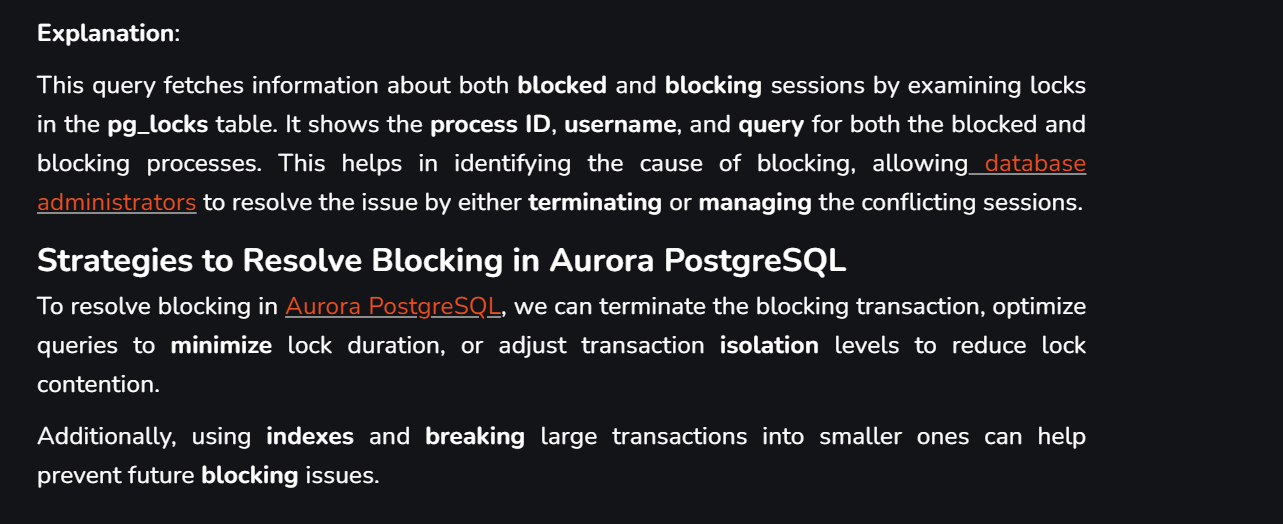 Explanation:
This query fetches information about both blocked and blocking sessions by examining locks
in the pg_locks table. It shows the process ID, username, and query for both the blocked and
blocking processes. This helps in identifying the cause of blocking, allowing database
administrators to resolve the issue by either terminating or managing the conflicting sessions.
Strategies to Resolve Blocking in Aurora PostgreSQL
To resolve blocking in Aurora PostgreSQL, we can terminate the blocking transaction, optimize
queries to minimize lock duration, or adjust transaction isolation levels to reduce lock
contention.
Additionally, using indexes and breaking large transactions into smaller ones can help
prevent future blocking issues.